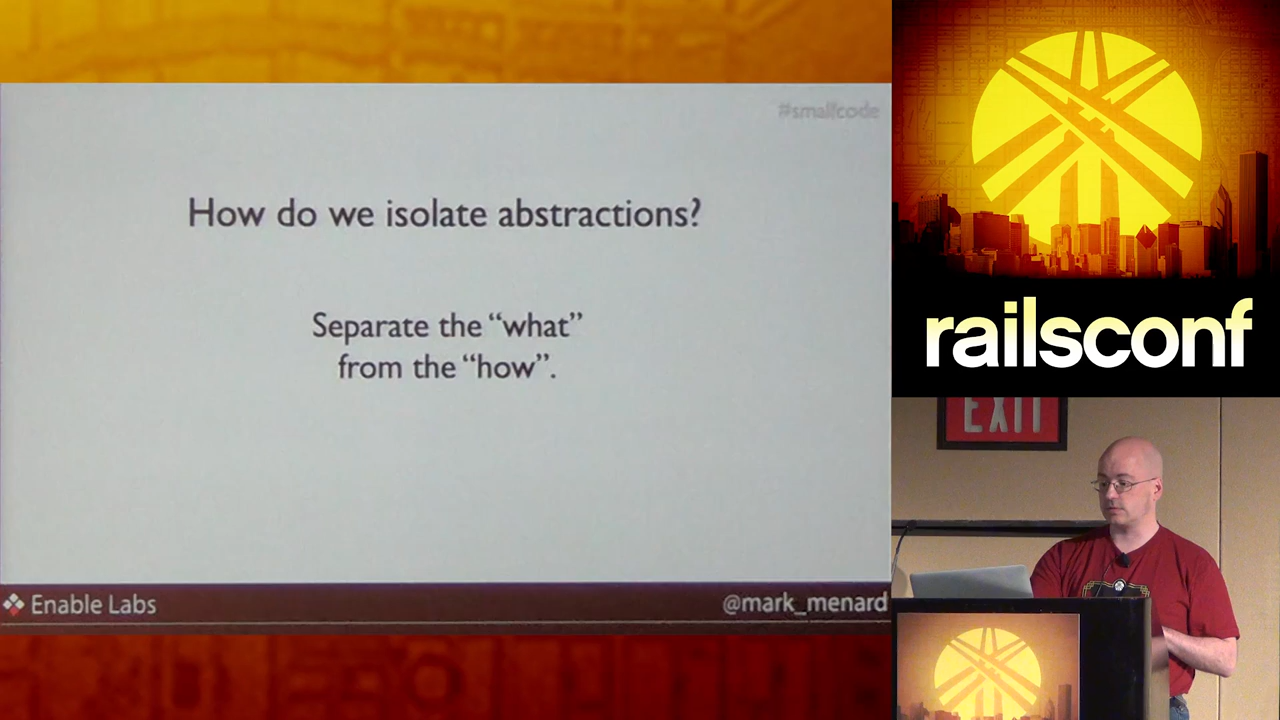 #smallcode
How do we isolate abstractions?
Separate the “what”
from the “how”.
Enable Labs
@mark_menard
railsconf
EXIT